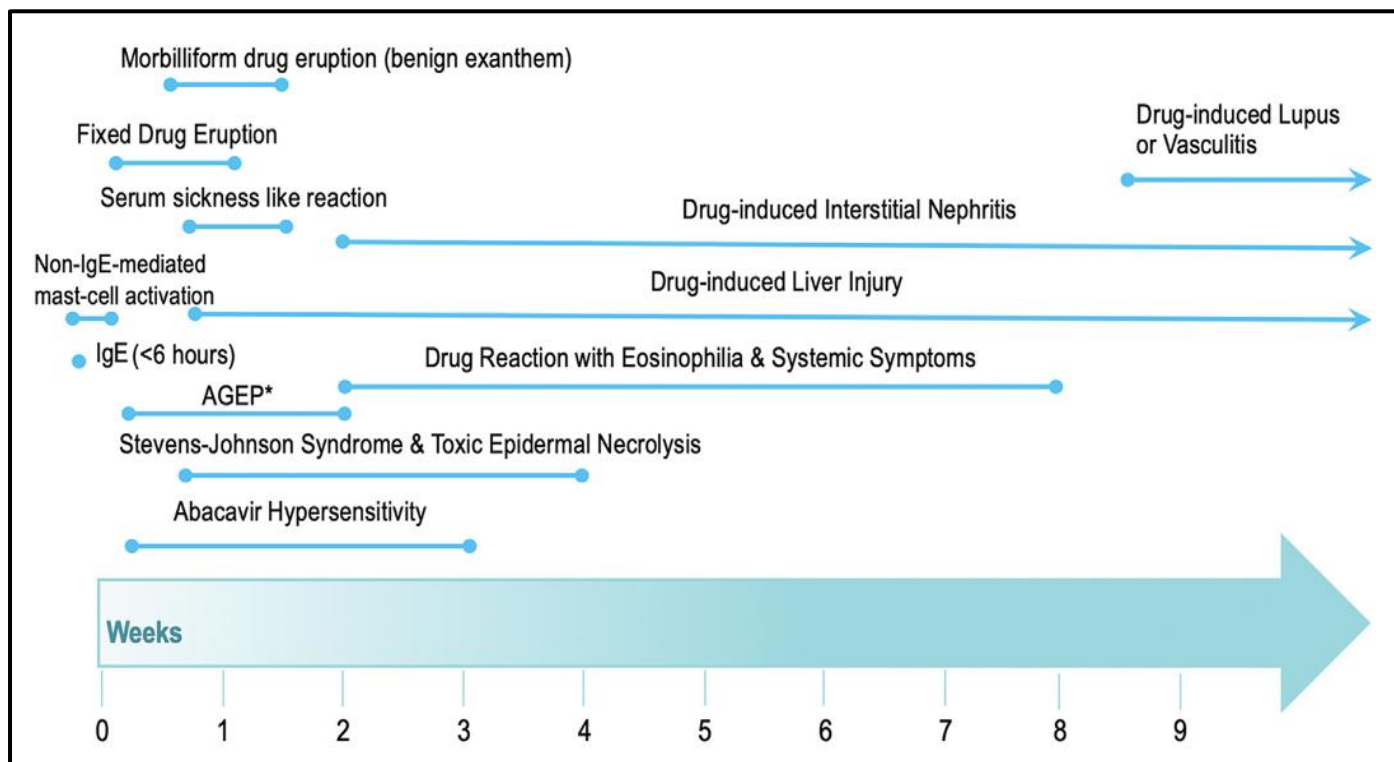 Morbilliform drug eruption (benign exanthem)
Fixed Drug Eruption
Serum sickness like reaction
Non-IgE-mediated
mast-cell activation
IgE (<6 hours)
AGEP*
Stevens-Johnson Syndrome & Toxic Epidermal Necrolysis
Abacavir Hypersensitivity
Drug-induced Lupus
or Vasculitis
Drug-induced Interstitial Nephritis
Drug-induced Liver Injury
Drug Reaction with Eosinophilia & Systemic Symptoms
Weeks
0 1 2 3 4 5 6 7 8 9